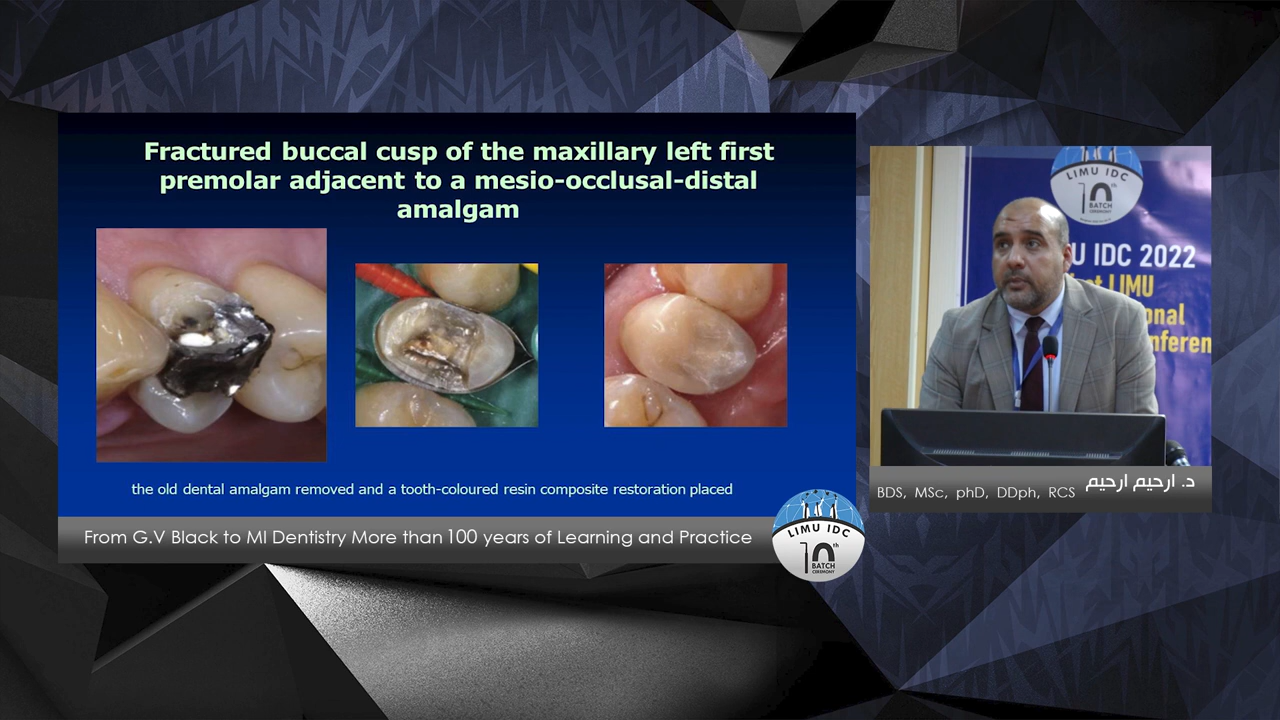 Fractured buccal cusp of the maxillary left first
premolar adjacent to a mesio-occlusal-distal
amalgam
the old dental amalgam removed and a tooth-coloured resin composite restoration placed
From G.V Black to MI Dentistry More than 100 years of Learning and Practice
LIMU IDC
10th
BATCH
CEREMONY
LIMU IDC
10th
BATCH
CEREMONY
U IDC 2022
LIMU
onal
nferen
BDS, MSc, phD, DDph, RCS
د. ارحيم ارحيم